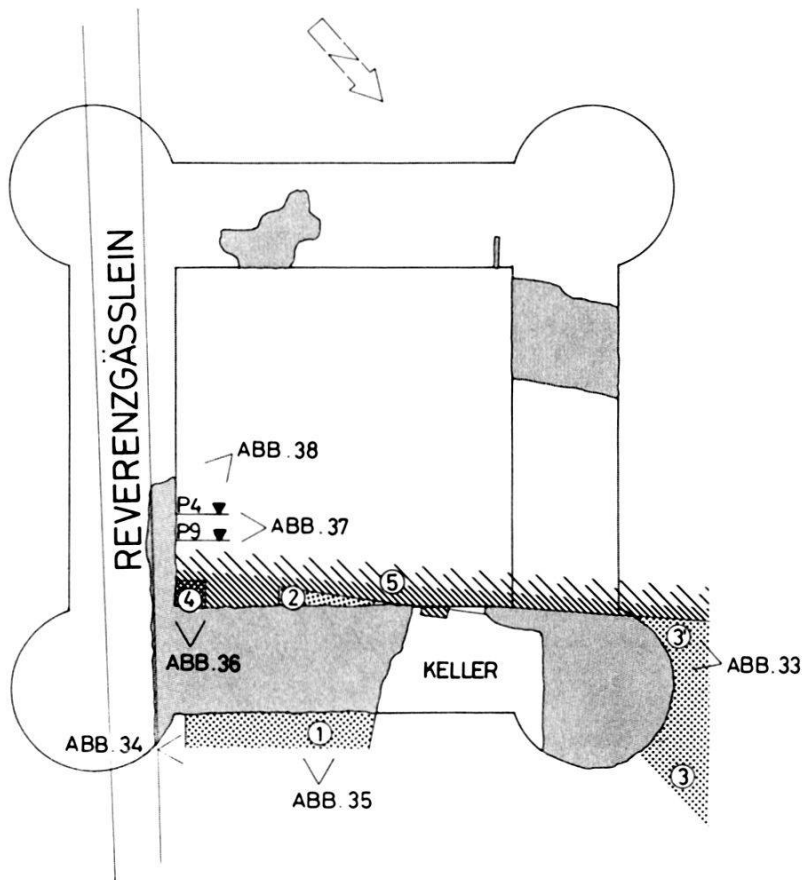 REVERENZGÄSSLEIN
ABB. 38
P4
P9
ABB. 37
5
4
2
3'
ABB. 36
KELLER
ABB. 33
ABB. 34
1
3
ABB. 35